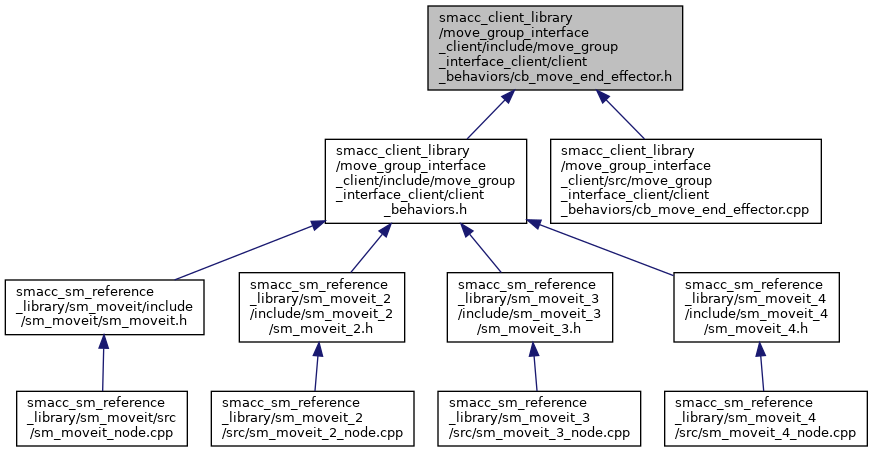 smacc_client_library
/move_group_interface
_client/include/move_group
_interface_client/client
_behaviors/cb_move_end_effector.h
smacc_client_library
/move_group_interface
_client/include/move_group
_interface_client/client
_behaviors.h
smacc_client_library
/move_group_interface
_client/src/move_group
_interface_client/client
_behaviors/cb_move_end_effector.cpp
smacc_sm_reference
_library/sm_moveit/include
/sm_moveit/sm_moveit.h
smacc_sm_reference
_library/sm_moveit_2
/include/sm_moveit_2
/sm_moveit_2.h
smacc_sm_reference
_library/sm_moveit_3
/include/sm_moveit_3
/sm_moveit_3.h
smacc_sm_reference
_library/sm_moveit_4
/include/sm_moveit_4
/sm_moveit_4.h
smacc_sm_reference
_library/sm_moveit/src
/sm_moveit_node.cpp
smacc_sm_reference
_library/sm_moveit_2
/src/sm_moveit_2_node.cpp
smacc_sm_reference
_library/sm_moveit_3
/src/sm_moveit_3_node.cpp
smacc_sm_reference
_library/sm_moveit_4
/src/sm_moveit_4_node.cpp